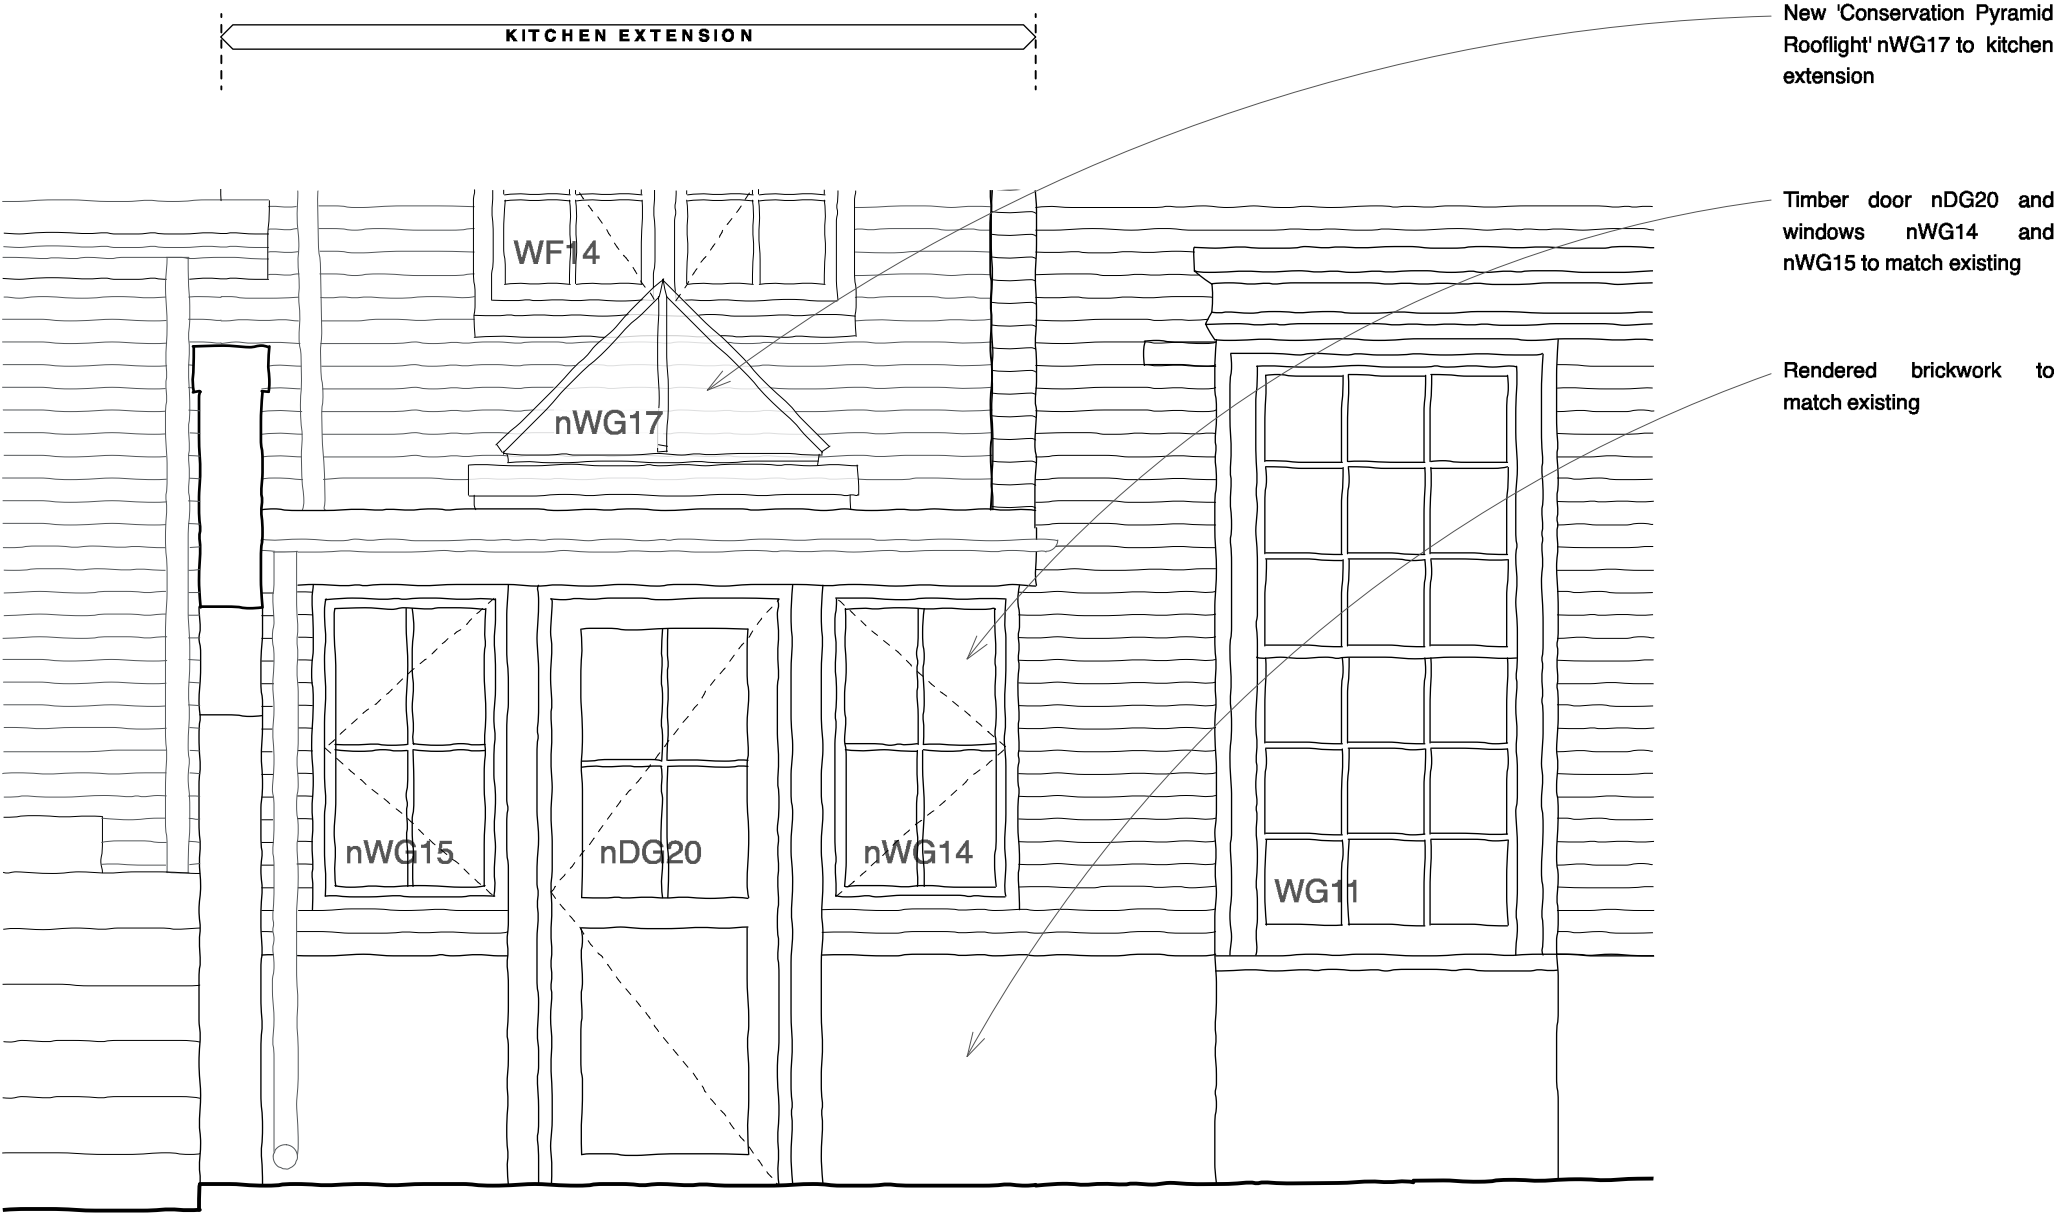 KITCHEN EXTENSION
New 'Conservation Pyramid
Rooflight' nWG17 to kitchen
extension
Timber door nDG20 and
windows nWG14 and
nWG15 to match existing
Rendered brickwork to
match existing
WF14
nWG17
nWG15
nDG20
nWG14
WG11